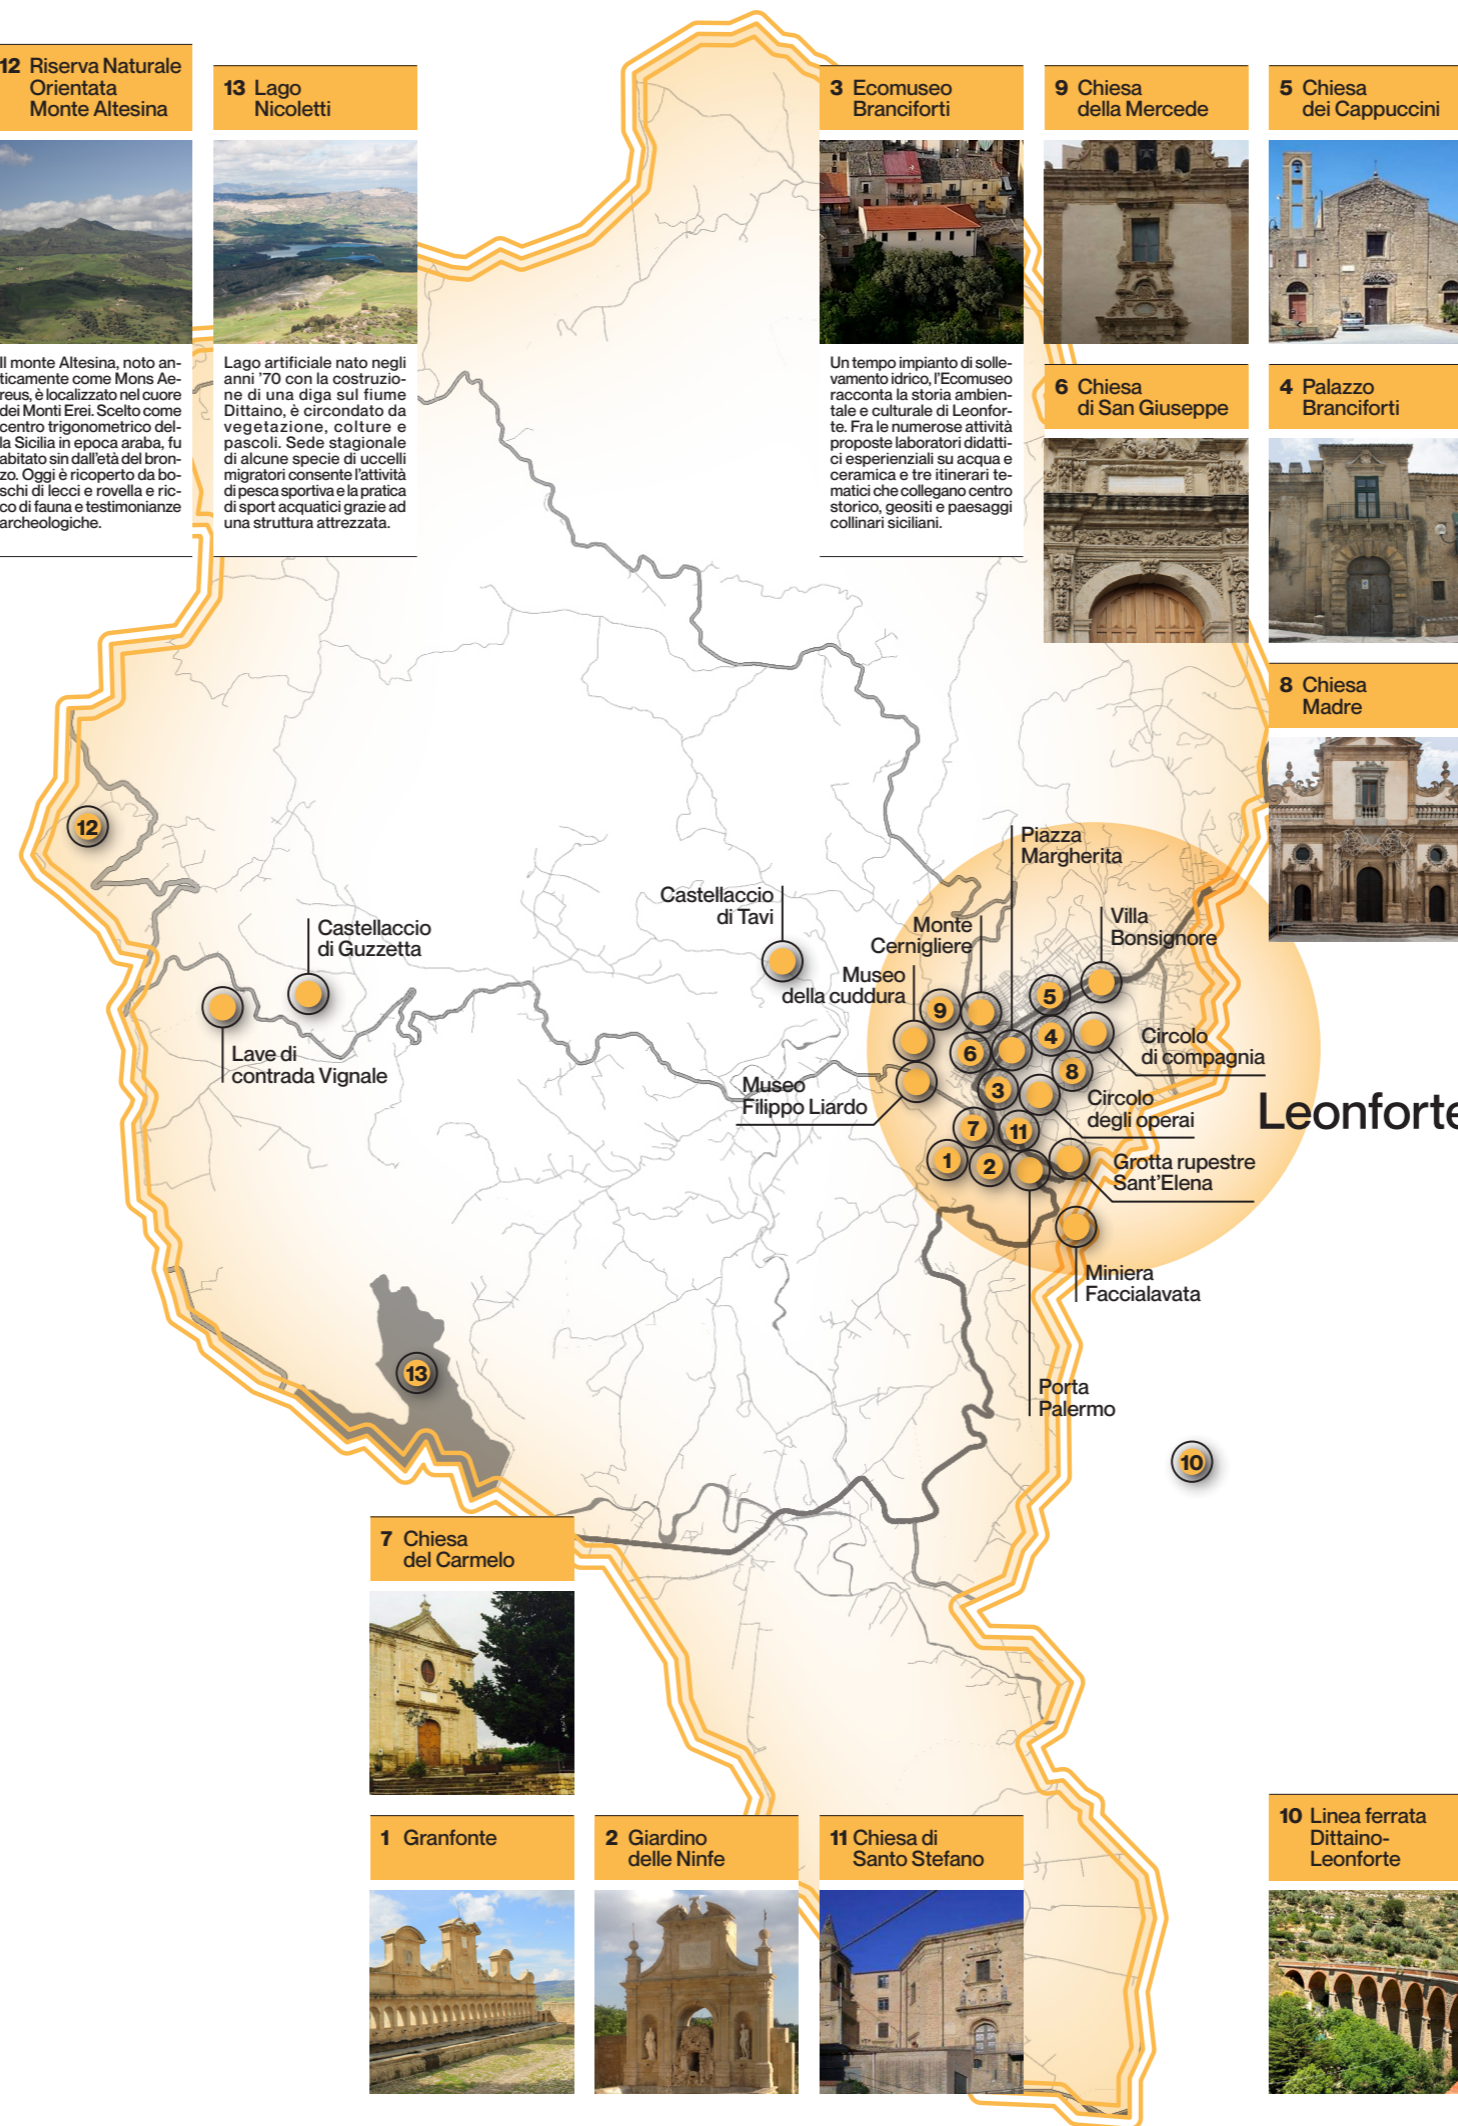 12 Riserva Naturale
Orientata
Monte Altesina
13 Lago
Nicoletti
3 Ecomuseo
Branciforti
9 Chiesa
della Mercede
5 Chiesa
dei Cappuccini
Il monte Altesina, noto an-
ticamente come Mons Ae-
reus, è localizzato nel cuore
dei Monti Erei. Scelto come
centro trigonometrico del-
la Sicilia in epoca araba, fu
abitato sin dall'età del bron-
zo. Oggi è ricoperto da bo-
schi di lecci e rovella e ric-
co di fauna e testimonianze
archeologiche.
Lago artificiale nato negli
anni '70 con la costruzio-
ne di una diga sul fiume
Dittaino, è circondato da
vegetazione, colture e
pascoli. Sede stagionale
di alcune specie di uccelli
migratori consente l'attività
di pesca sportiva e la pratica
di sport acquatici grazie ad
una struttura attrezzata.
Un tempo impianto di solle-
vamento idrico, l'Ecomuseo
racconta la storia ambien-
tale e culturale di Leonfor-
te. Fra le numerose attività
proposte laboratori didatti-
ci esperienziali su acqua e
ceramica e tre itinerari te-
matici che collegano centro
storico, geositi e paesaggi
collinari siciliani.
6 Chiesa
di San Giuseppe
4 Palazzo
Branciforti
8 Chiesa
Madre
12
Piazza
Margherita
Castellaccio
di Tavi
Castellaccio
di Guzzetta
Monte
Cernigliere
Villa
Bonsignore
Museo
della cuddura
9
5
6
4
Circolo
di compagnia
Lave di
contrada Vignale
8
Museo
Filippo Liardo
3
Circolo
degli operai
Leonforte
7
11
1
2
Grotta rupestre
Sant'Elena
Miniera
Faccialavata
13
Porta
Palermo
10
7 Chiesa
del Carmelo
1 Granfonte
2 Giardino
delle Ninfe
11 Chiesa di
Santo Stefano
10 Linea ferrata
Dittaino-
Leonforte